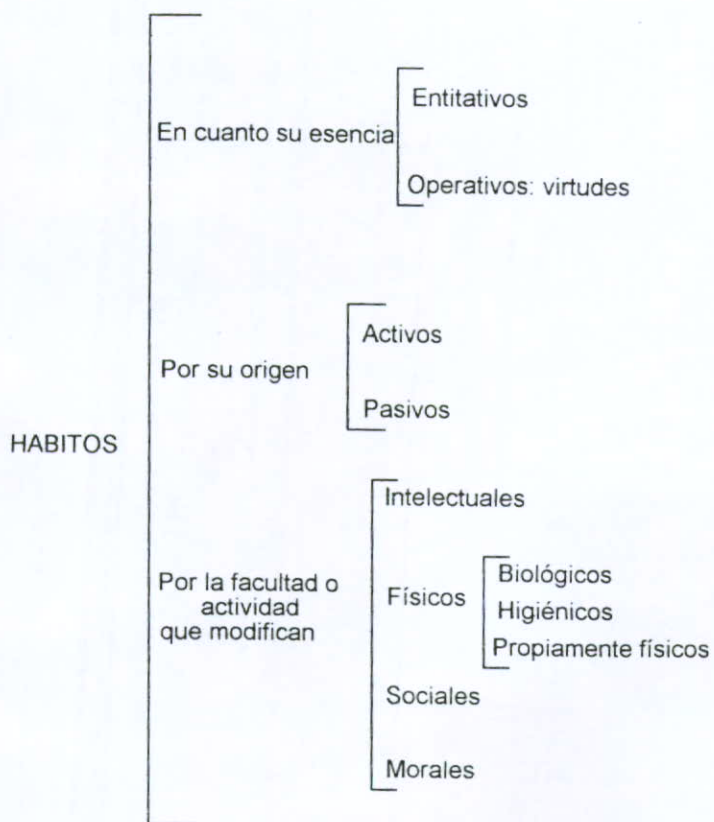 HABITOS
En cuanto su esencia
Entitativos
Operativos: virtudes
Por su origen
Activos
Pasivos
Por la facultad o
actividad
que modifican
Intelectuales
Físicos
Biológicos
Higiénicos
Propiamente físicos
Sociales
Morales